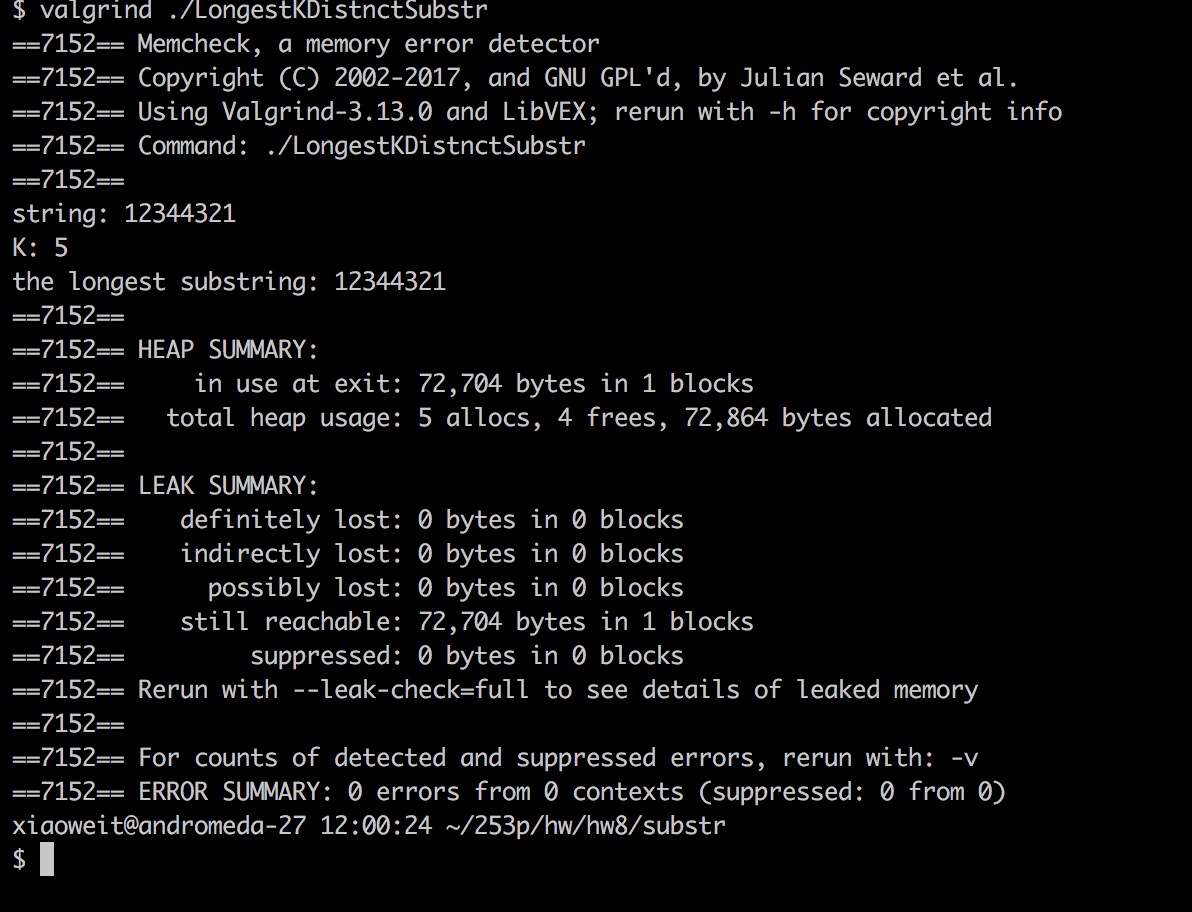 $ valgrind ./LongestKDistnctSubstr
==7152== Memcheck, a memory error detector
==7152== Copyright (C) 2002-2017, and GNU GPL'd, by Julian Seward et al.
==7152== Using Valgrind-3.13.0 and LibVEX; rerun with -h for copyright info
==7152== Command: ./LongestKDistnctSubstr
==7152==
string: 12344321
K: 5
the longest substring: 12344321
==7152==
==7152== HEAP SUMMARY:
==7152==     in use at exit: 72,704 bytes in 1 blocks
==7152==   total heap usage: 5 allocs, 4 frees, 72,864 bytes allocated
==7152==
==7152== LEAK SUMMARY:
==7152==    definitely lost: 0 bytes in 0 blocks
==7152==    indirectly lost: 0 bytes in 0 blocks
==7152==      possibly lost: 0 bytes in 0 blocks
==7152==    still reachable: 72,704 bytes in 1 blocks
==7152==         suppressed: 0 bytes in 0 blocks
==7152== Rerun with --leak-check=full to see details of leaked memory
==7152==
==7152== For counts of detected and suppressed errors, rerun with: -v
==7152== ERROR SUMMARY: 0 errors from 0 contexts (suppressed: 0 from 0)
xiaoweit@andromeda-27 12:00:24 ~/253p/hw/hw8/substr
$